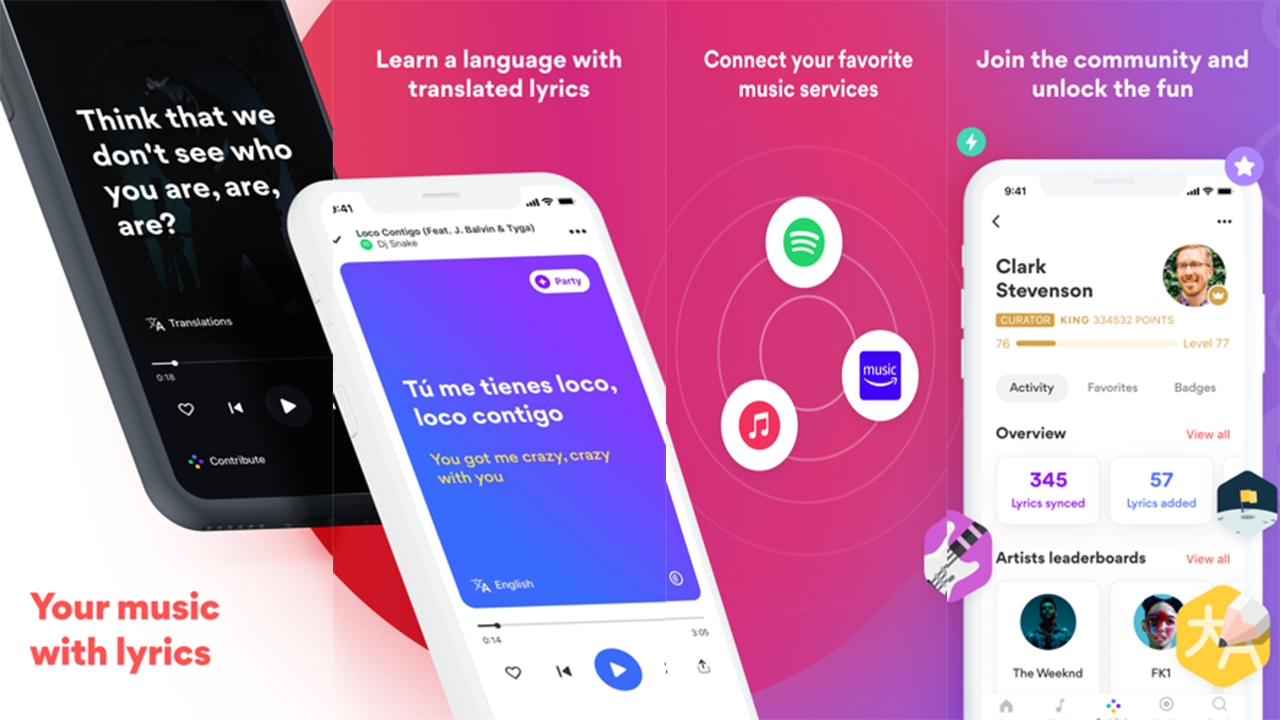 Think that we
don't see who
you are, are,
are?
Translations
0:18
Contribute
Your music
with lyrics
Learn a language with
translated lyrics
9:41
Loco Contigo (Feat. J. Balvin & Tyga)
Dj Snake
Party
Tú me tienes loco,
loco contigo
You got me crazy, crazy
with you
English
0:14
3:05
Connect your favorite
music services
music
Join the community and
unlock the fun
9:41
Clark
Stevenson
CURATOR KING 334532 POINTS
76 Level 77
Activity Favorites Badges
Overview View all
345 57
Lyrics synced Lyrics added
Artists leaderboards View all
The Weeknd FK1